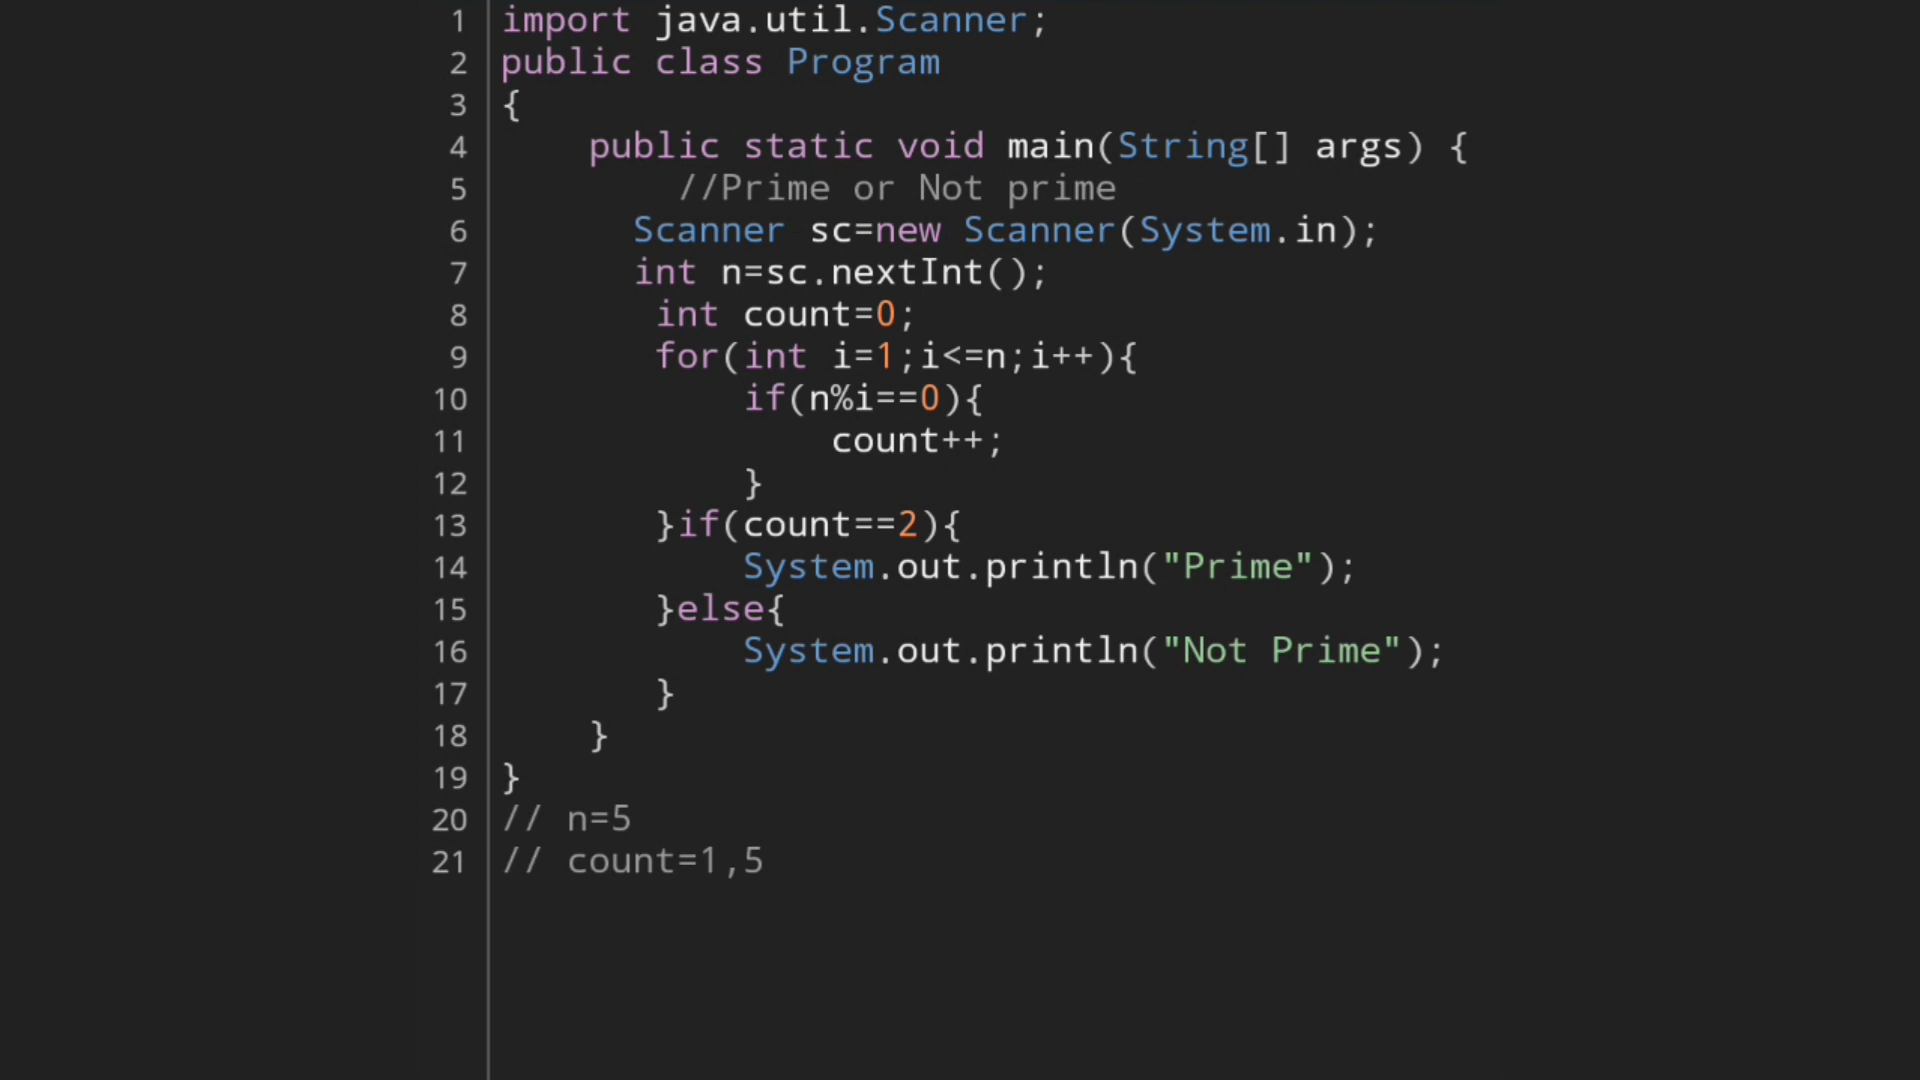 1 import java.util.Scanner;
2 public class Program
3 {
4 public static void main(String[] args) {
5 //Prime or Not prime
6 Scanner sc=new Scanner(System.in);
7 int n=sc.nextInt();
8 int count=0;
9 for(int i=1;i<=n;i++){
10 if(n%i==0){
11 count++;
12 }
13 }if(count==2){
14 System.out.println("Prime");
15 }else{
16 System.out.println("Not Prime");
17 }
18 }
19 }
20 // n=5
21 // count=1,5